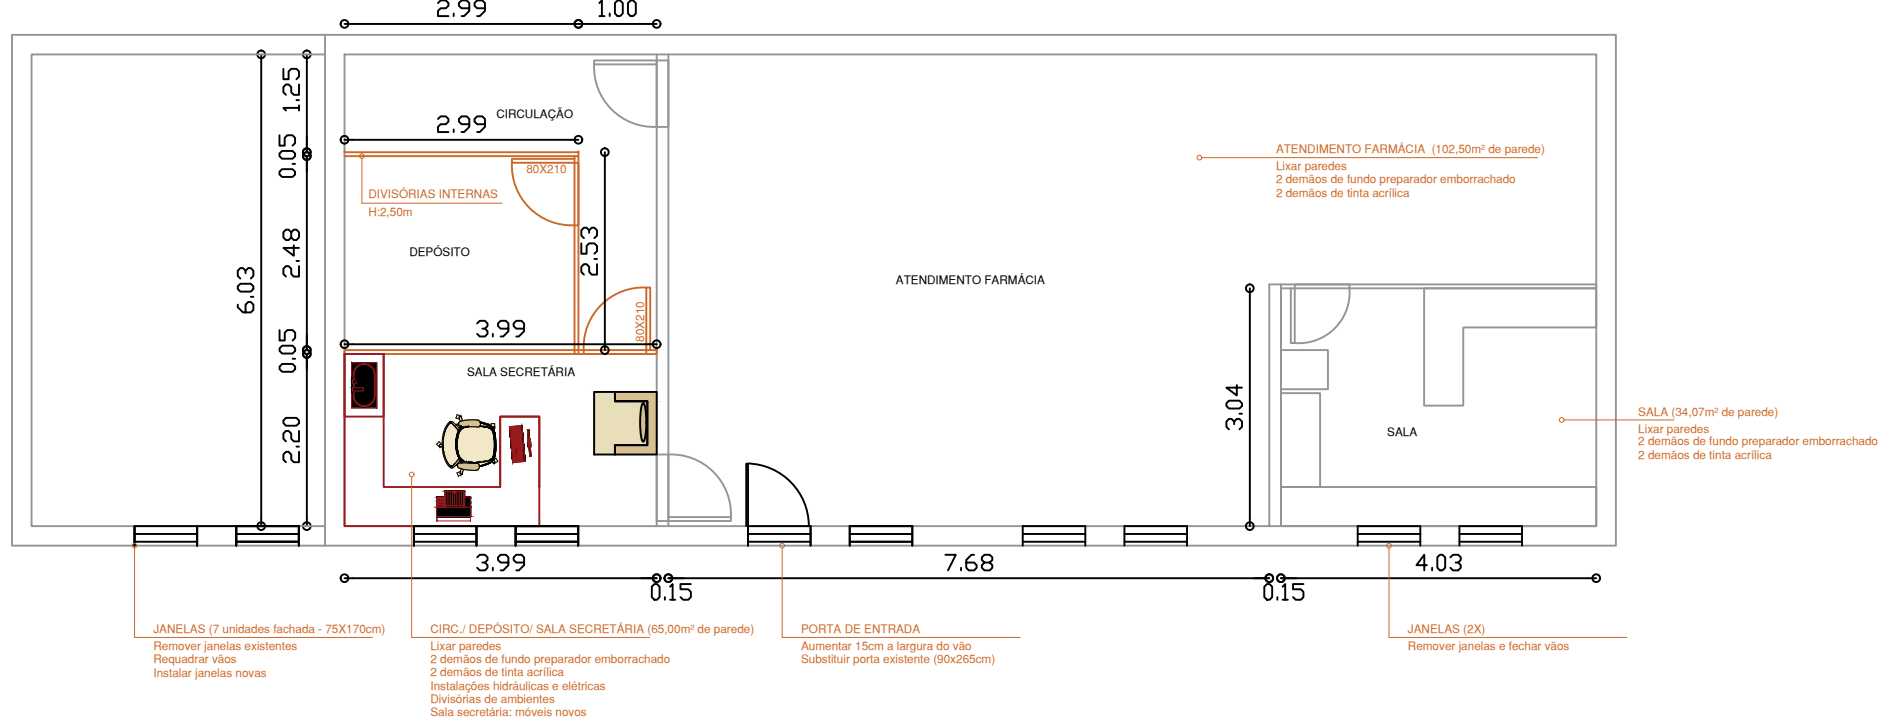 2.99
1.00
1.25
CIRCULAÇÃO
2.99
0.05
80X210
DIVISÓRIAS INTERNAS
H:2,50m
ATENDIMENTO FARMÁCIA (102,50m² de parede)
Lixar paredes
2 demãos de fundo preparador emborrachado
2 demãos de tinta acrílica
DEPÓSITO
2.48
2.53
6.03
ATENDIMENTO FARMÁCIA
80X210
3.99
0.05
SALA SECRETÁRIA
3.04
2.20
SALA
SALA (34,07m² de parede)
Lixar paredes
2 demãos de fundo preparador emborrachado
2 demãos de tinta acrílica
3.99
0.15
7.68
0.15
4.03
JANELAS (7 unidades fachada - 75X170cm)
Remover janelas existentes
Requadrar vãos
Instalar janelas novas
CIRC./ DEPÓSITO/ SALA SECRETÁRIA (65,00m² de parede)
Lixar paredes
2 demãos de fundo preparador emborrachado
2 demãos de tinta acrílica
Instalações hidráulicas e elétricas
Divisórias de ambientes
Sala secretária: móveis novos
PORTA DE ENTRADA
Aumentar 15cm a largura do vão
Substituir porta existente (90x265cm)
JANELAS (2X)
Remover janelas e fechar vãos